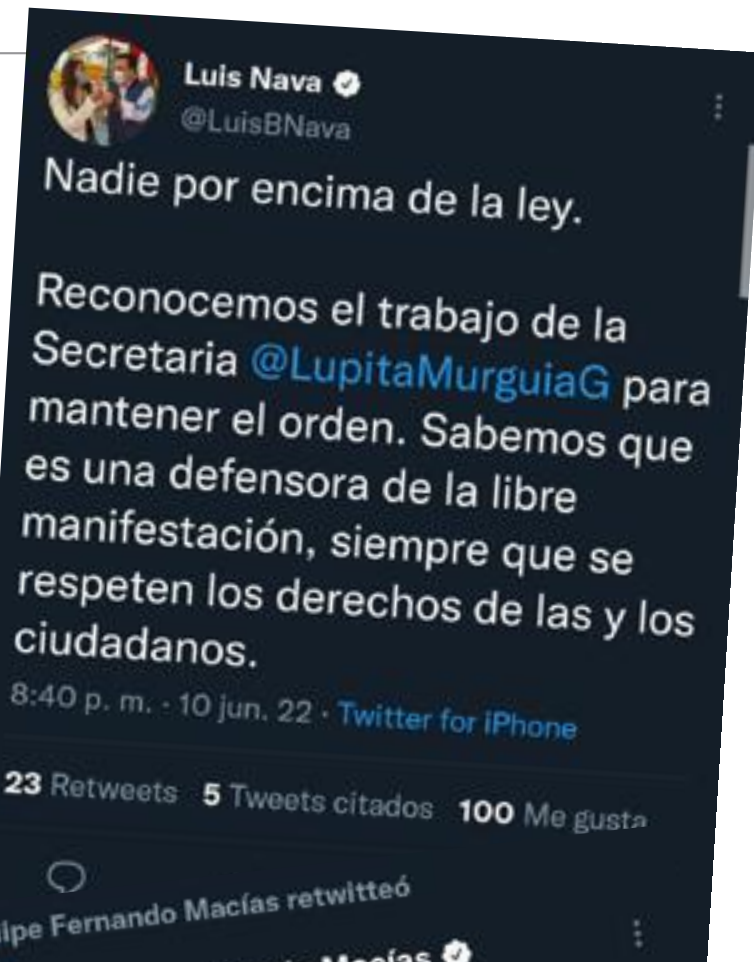 Luis Nava
@LuisBNava
Nadie por encima de la ley.
Reconocemos el trabajo de la
Secretaria @LupitaMurguiaG para
mantener el orden. Sabemos que
es una defensora de la libre
manifestación, siempre que se
respeten los derechos de las y los
ciudadanos.
8:40 p. m. · 10 jun. 22 · Twitter for iPhone
23 Retweets 5 Tweets citados 100 Me gusta
Fernando Macías retwitteó